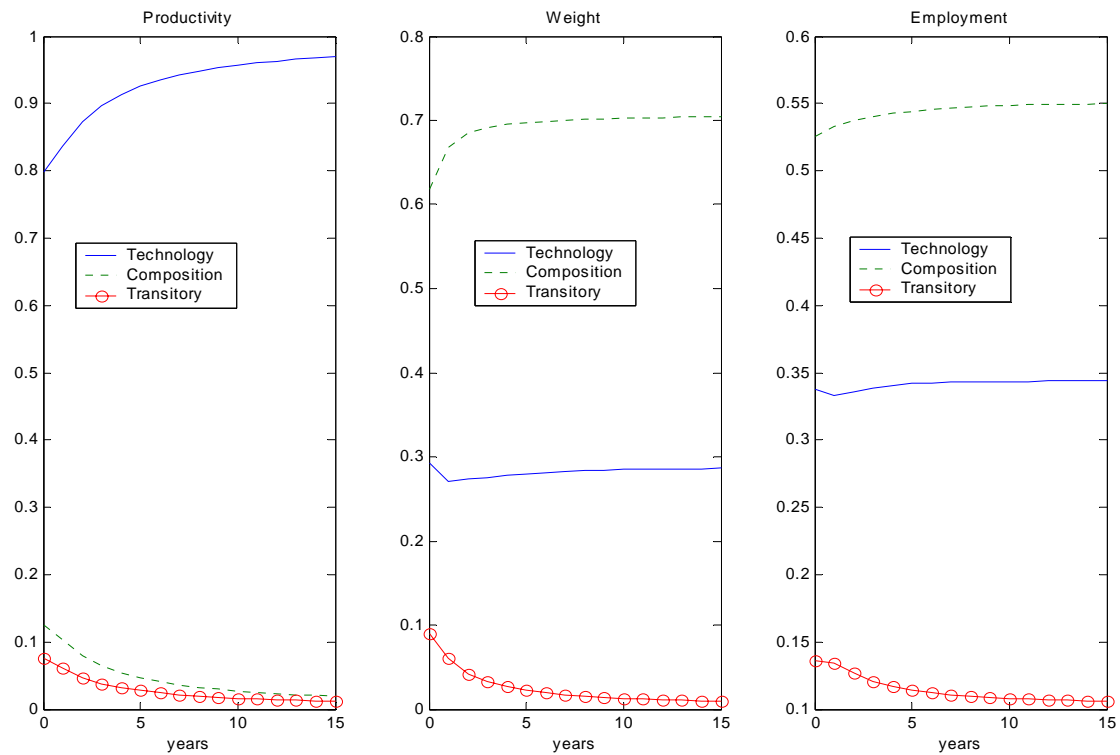 Productivity
1
0.9
0.8
0.7
0.6
0.5
0.4
0.3
0.2
0.1
0
Technology
Composition
Transitory
0 5 10 15
years
Weight
0.8
0.7
0.6
0.5
0.4
0.3
0.2
0.1
0
Technology
Composition
Transitory
0 5 10 15
years
Employment
0.6
0.55
0.5
0.45
0.4
0.35
0.3
0.25
0.2
0.15
0.1
Technology
Composition
Transitory
0 5 10 15
years